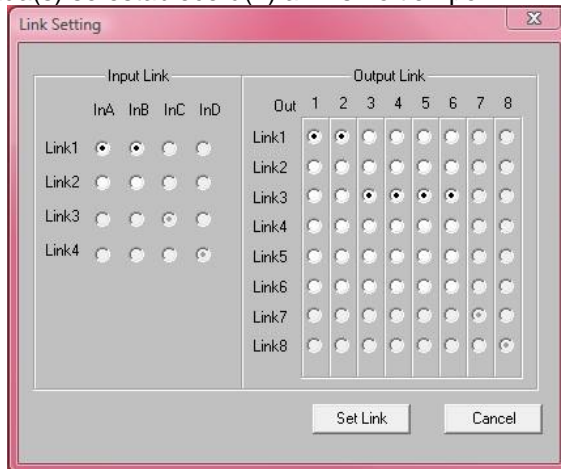 Link Setting
Input Link
InA InB InC InD
Link1
Link2
Link3
Link4
Output Link
Out 1 2 3 4 5 6 7 8
Link1
Link2
Link3
Link4
Link5
Link6
Link7
Link8
Set Link
Cancel